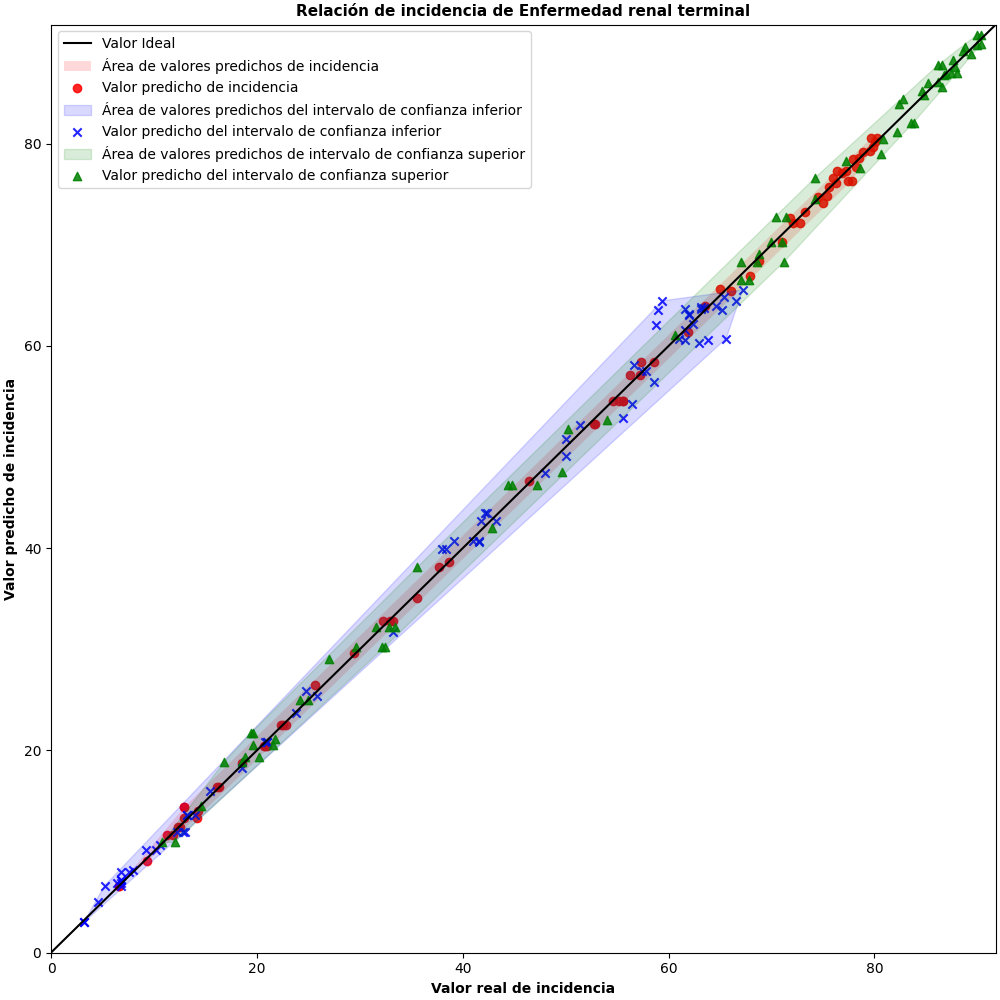 Relación de incidencia de Enfermedad renal terminal
Valor Ideal
Área de valores predichos de incidencia
Valor predicho de incidencia
Área de valores predichos del intervalo de confianza inferior
Valor predicho del intervalo de confianza inferior
Área de valores predichos de intervalo de confianza superior
Valor predicho del intervalo de confianza superior
Valor predicho de incidencia
80
60
40
20
0
0 20 40 60 80
Valor real de incidencia